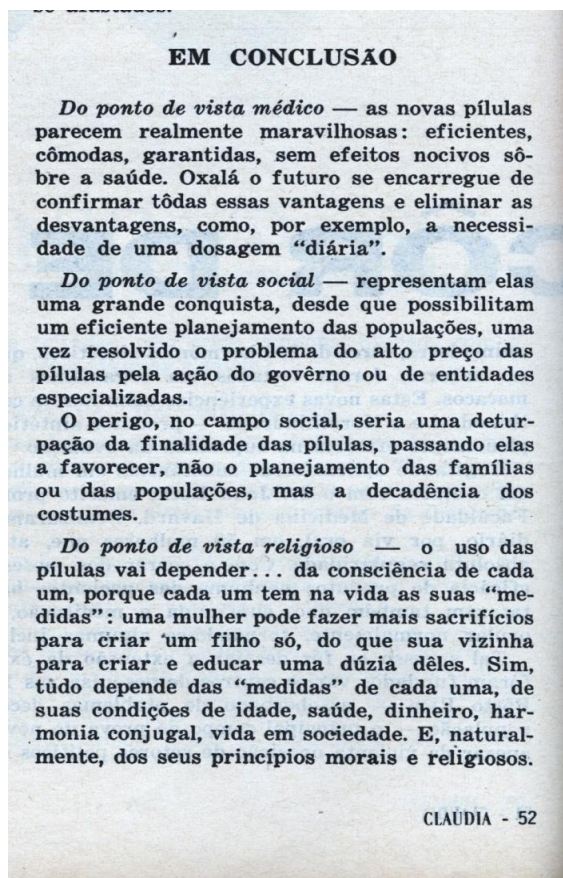 EM CONCLUSÃO
Do ponto de vista médico — as novas pílulas
parecem realmente maravilhosas: eficientes,
cômodas, garantidas, sem efeitos nocivos sô-
bre a saúde. Oxalá o futuro se encarregue de
confirmar tôdas essas vantagens e eliminar as
desvantagens, como, por exemplo, a necessi-
dade de uma dosagem “diária”.
Do ponto de vista social — representam elas
uma grande conquista, desde que possibilitam
um eficiente planejamento das populações, uma
vez resolvido o problema do alto preço das
pílulas pela ação do govêrno ou de entidades
especializadas.
O perigo, no campo social, seria uma detur-
pação da finalidade das pílulas, passando elas
a favorecer, não o planejamento das famílias
ou das populações, mas a decadência dos
costumes.
Do ponto de vista religioso — o uso das
pílulas vai depender... da consciência de cada
um, porque cada um tem na vida as suas “me-
didas”: uma mulher pode fazer mais sacrifícios
para criar um filho só, do que sua vizinha
para criar e educar uma dúzia dêles. Sim,
tudo depende das “medidas” de cada uma, de
suas condições de idade, saúde, dinheiro, har-
monia conjugal, vida em sociedade. E, natural-
mente, dos seus princípios morais e religiosos.
CLAUDIA - 52